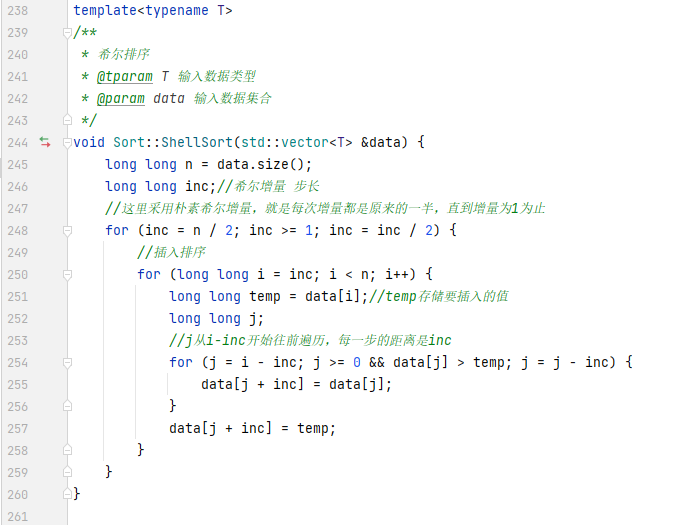 238 template<typename T>
239 /**
240  * 希尔排序
241  * @tparam T 输入数据类型
242  * @param data 输入数据集合
243  */
244 void Sort::ShellSort(std::vector<T> &data) {
245     long long n = data.size();
246     long long inc;//希尔增量 步长
247     //这里采用朴素希尔增量，就是每次增量都是原来的一半，直到增量为1为止
248     for (inc = n / 2; inc >= 1; inc = inc / 2) {
249         //插入排序
250         for (long long i = inc; i < n; i++) {
251             long long temp = data[i];//temp存储要插入的值
252             long long j;
253             //j从i-inc开始往前遍历，每一步的距离是inc
254             for (j = i - inc; j >= 0 && data[j] > temp; j = j - inc) {
255                 data[j + inc] = data[j];
256             }
257             data[j + inc] = temp;
258         }
259     }
260 }
261